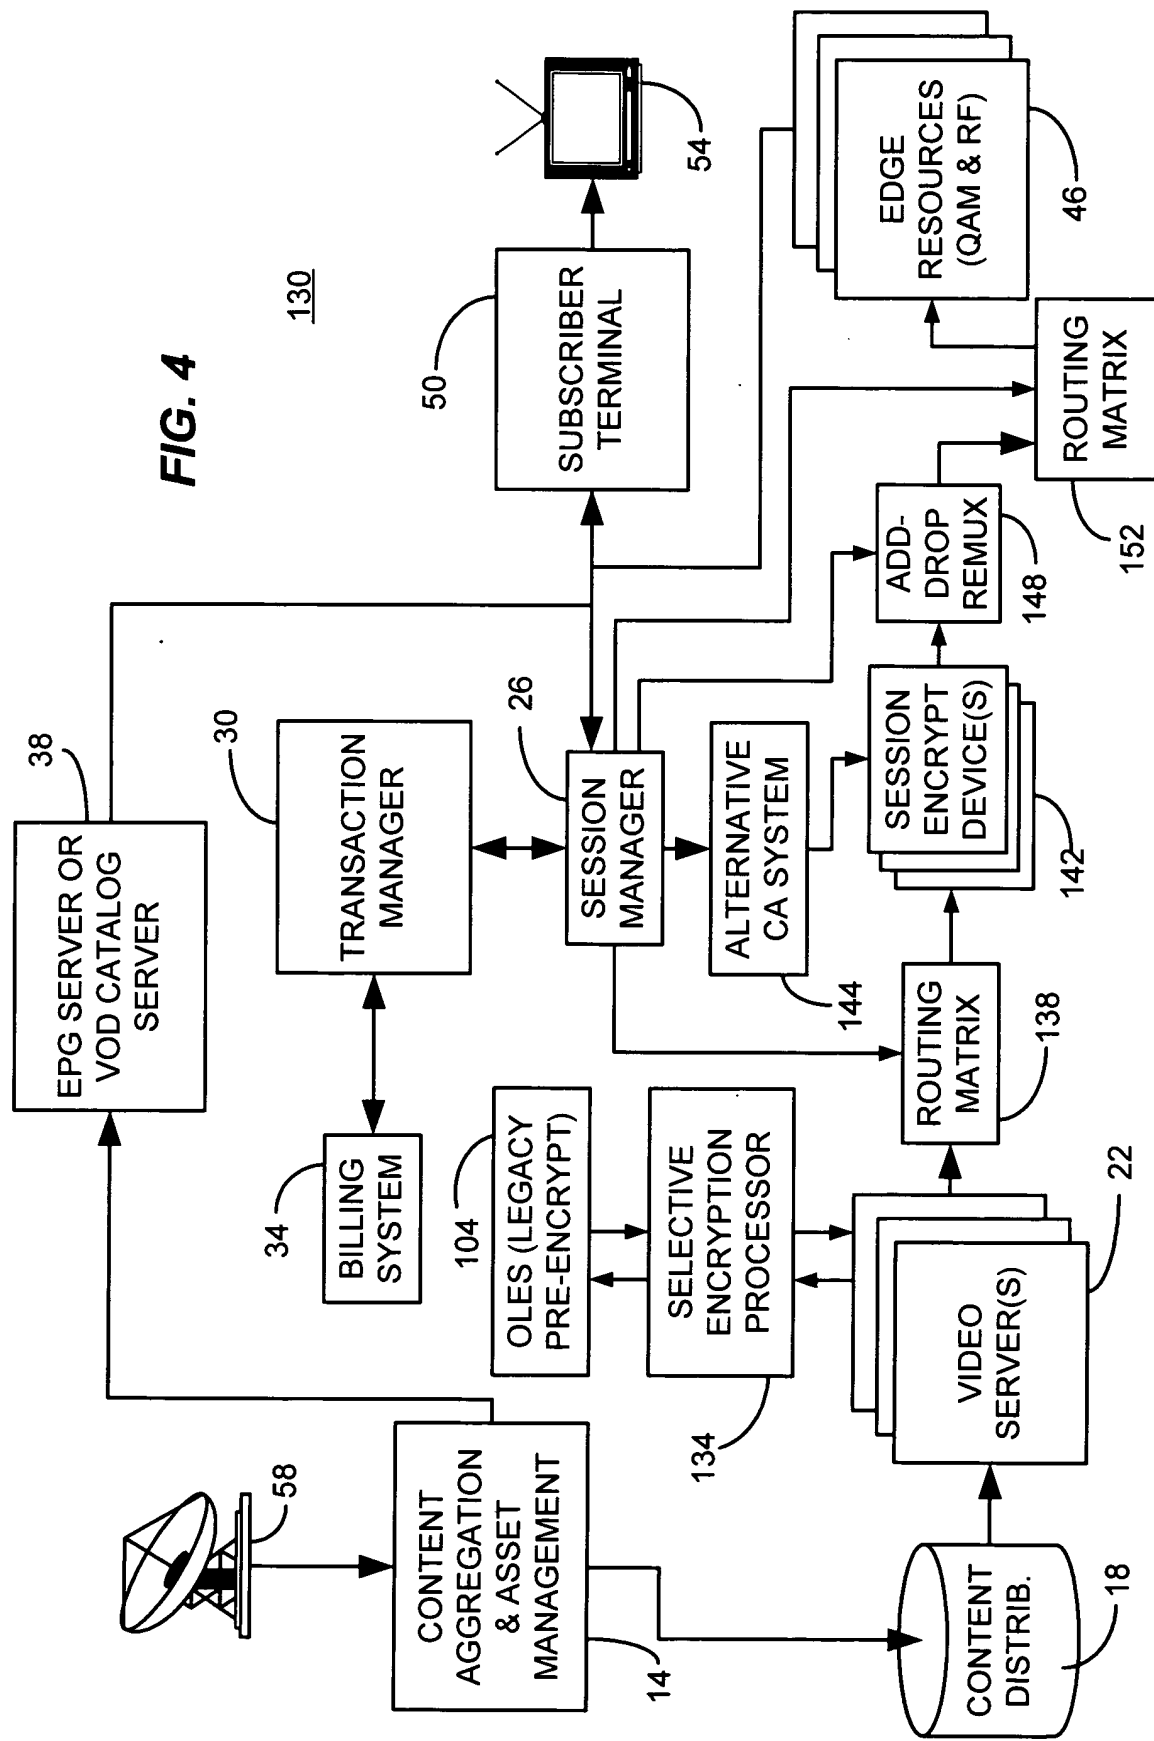 FIG. 4
130
58
CONTENT
AGGREGATION
& ASSET
MANAGEMENT
14
CONTENT
DISTRIB.
18
EPG SERVER OR
VOD CATALOG
SERVER
38
BILLING
SYSTEM
34
TRANSACTION
MANAGER
30
OLES (LEGACY
PRE-ENCRYPT)
104
SELECTIVE
ENCRYPTION
PROCESSOR
134
VIDEO
SERVER(S)
22
SESSION
MANAGER
26
ALTERNATIVE
CA SYSTEM
144
ROUTING
MATRIX
138
SESSION
ENCRYPT
DEVICE(S)
142
ADD-
DROP
REMUX
148
ROUTING
MATRIX
152
SUBSCRIBER
TERMINAL
50
54
EDGE
RESOURCES
(QAM & RF)
46